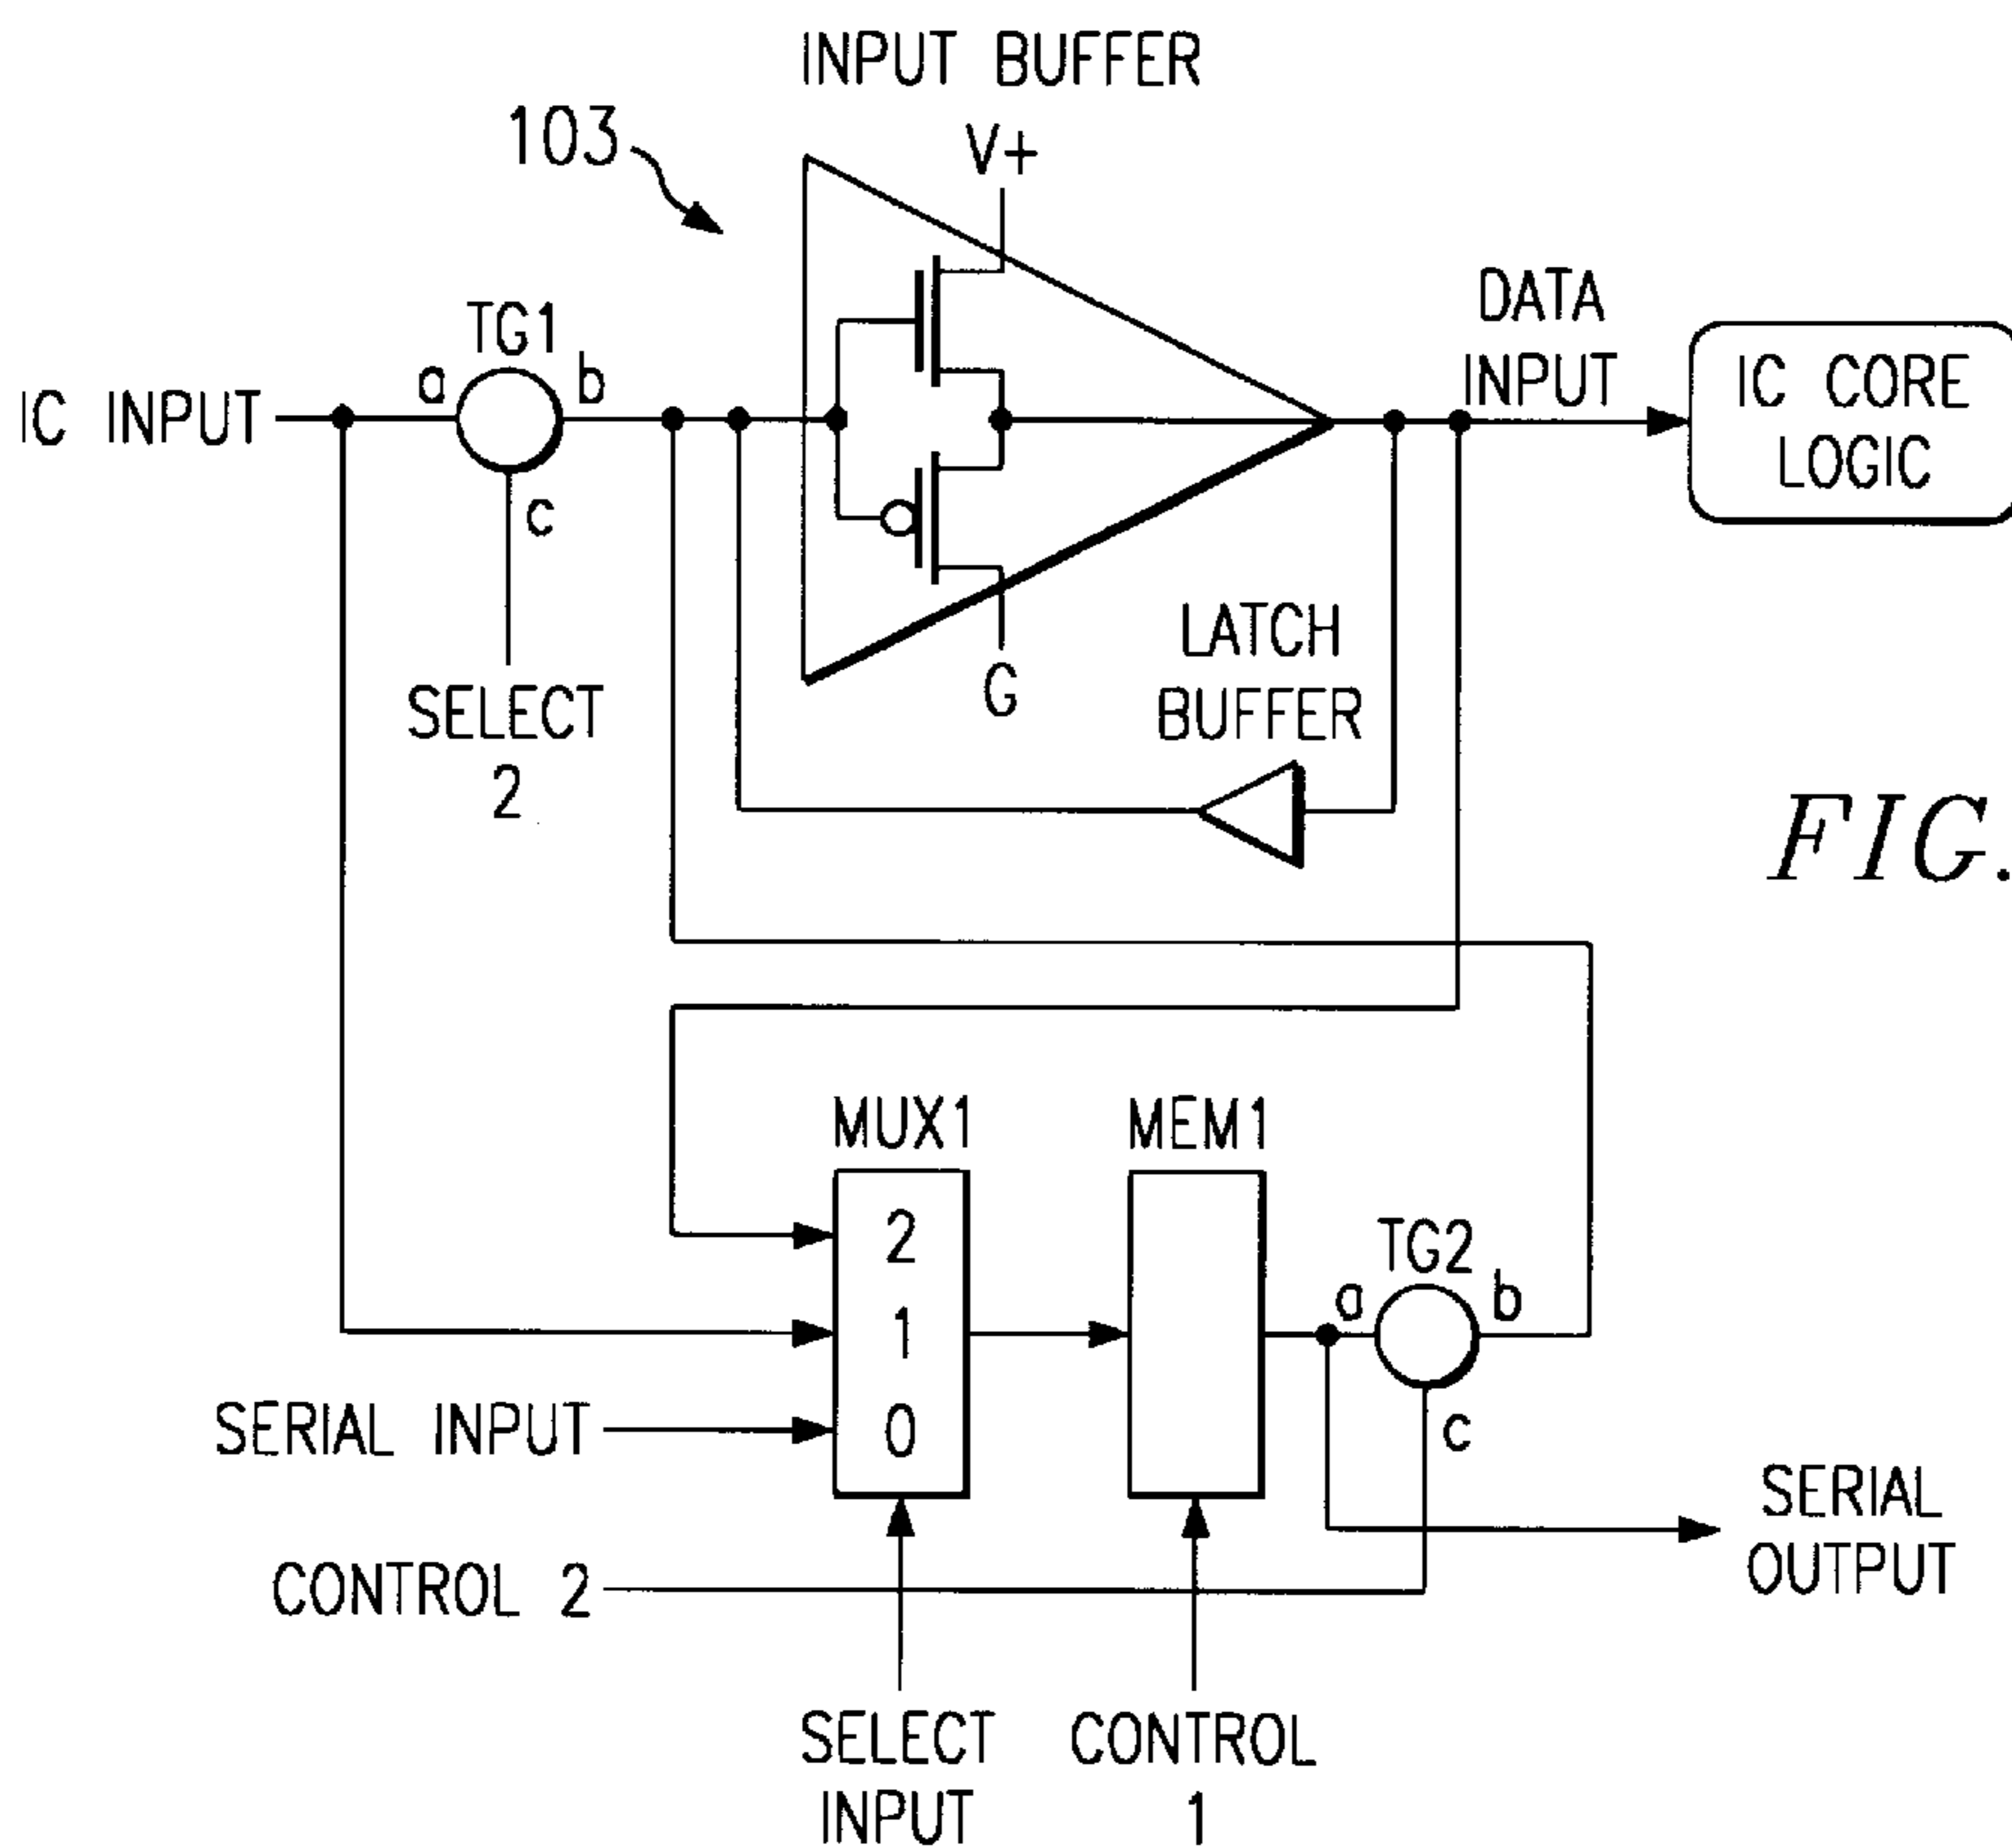 INPUT BUFFER
103
V+
TG1
a
b
c
IC INPUT
SELECT
2
DATA
INPUT
IC CORE
LOGIC
G
LATCH
BUFFER
FIG.
MUX1
2
1
0
MEM1
TG2
a
b
c
SERIAL INPUT
CONTROL 2
SERIAL
OUTPUT
SELECT
INPUT
CONTROL
1